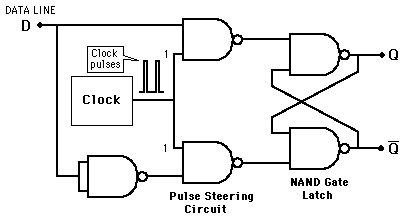 DATA LINE
D
Clock
pulses
1
Q
Clock
1
Q̅
Pulse Steering
Circuit
NAND Gate
Latch